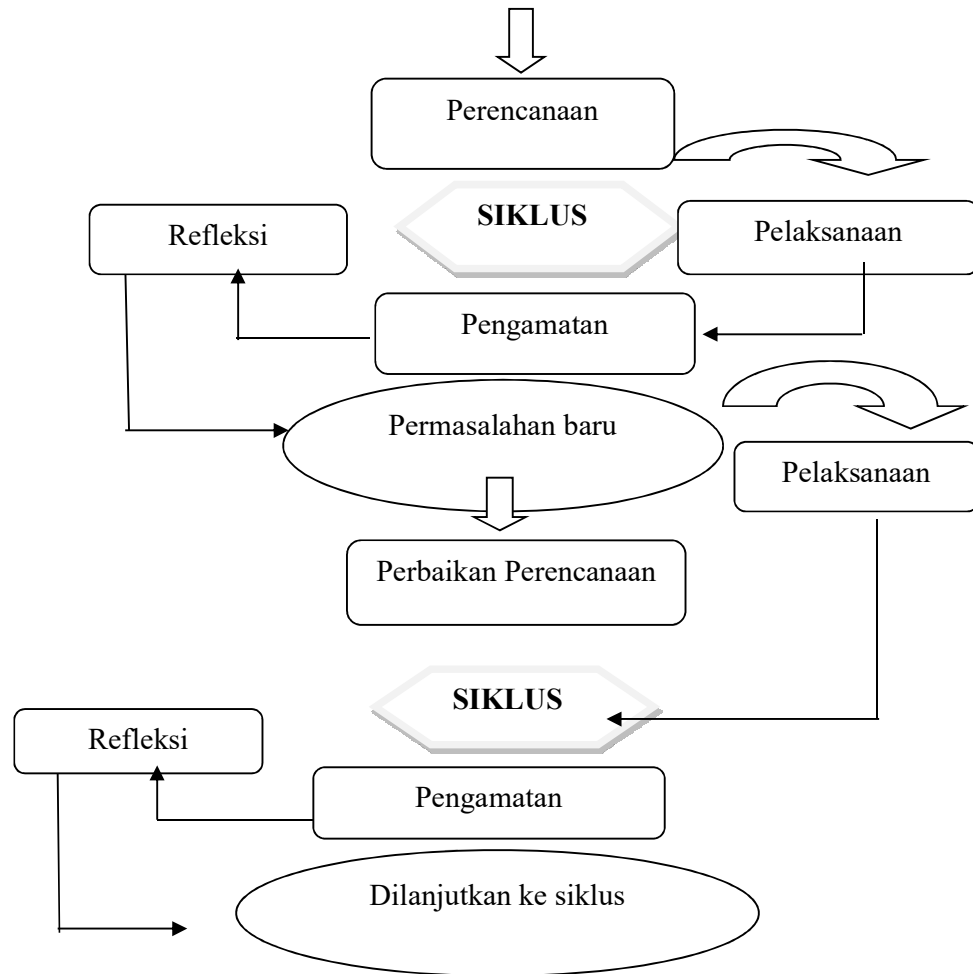 Perencanaan
SIKLUS
Refleksi
Pelaksanaan
Pengamatan
Permasalahan baru
Pelaksanaan
Perbaikan Perencanaan
SIKLUS
Refleksi
Pengamatan
Dilanjutkan ke siklus